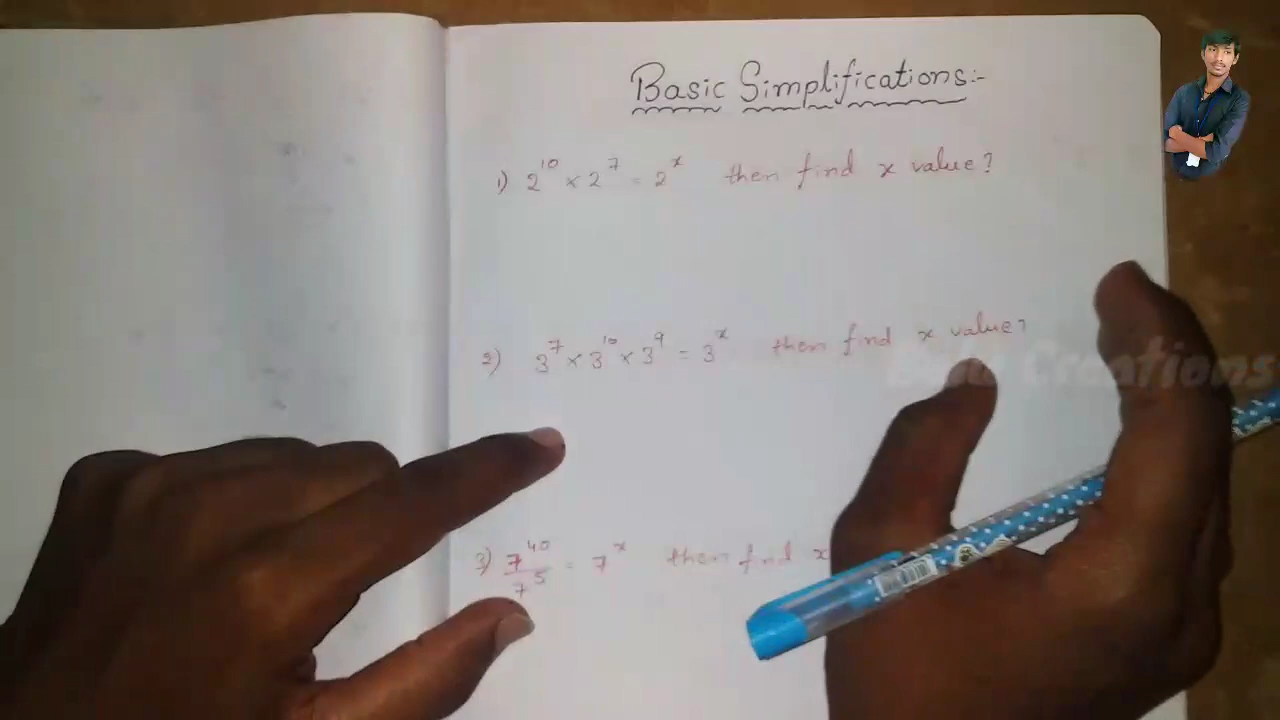 Basic Simplifications:-
1) 2^10 × 2^7 = 2^x then find x value?
2) 3^7 × 3^10 × 3^9 = 3^x then find x value?
Creations
3) 7^40 / 7^5 = 7^x then find x